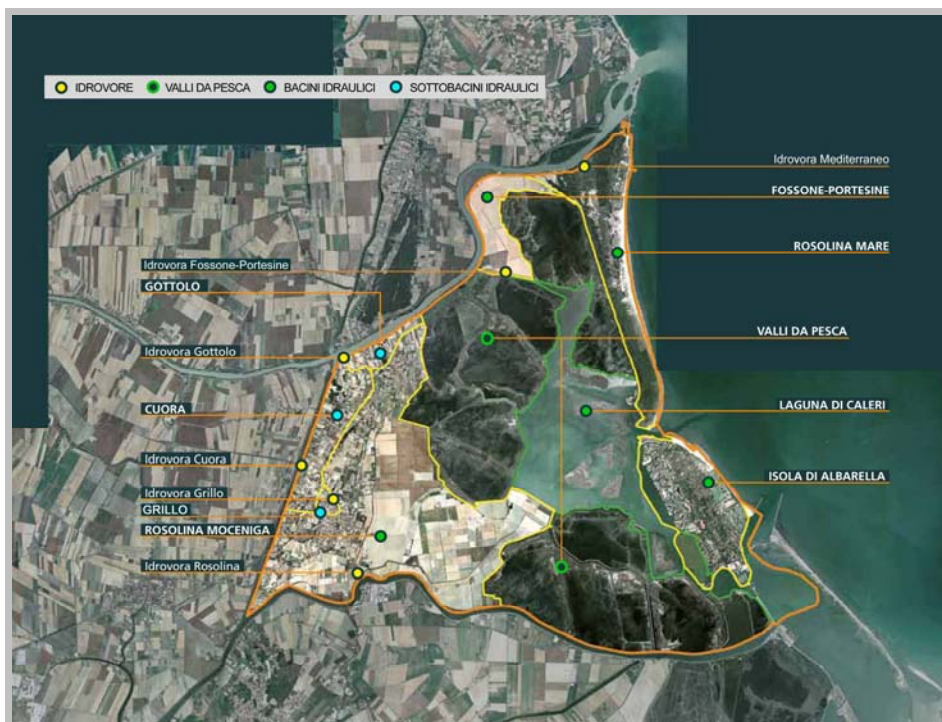 IDROVORE VALLI DA PESCA BACINI IDRAULICI SOTTOBACINI IDRAULICI
Idrovora Mediterraneo
FOSSONE-PORTESINE
ROSOLINA MARE
Idrovora Fossone-Portesine
GOTTOLO
VALLI DA PESCA
Idrovora Gottolo
LAGUNA DI CALERI
CUORA
Idrovora Cuora
ISOLA DI ALBARELLA
Idrovora Grillo
GRILLO
ROSOLINA MOCENIGA
Idrovora Rosolina